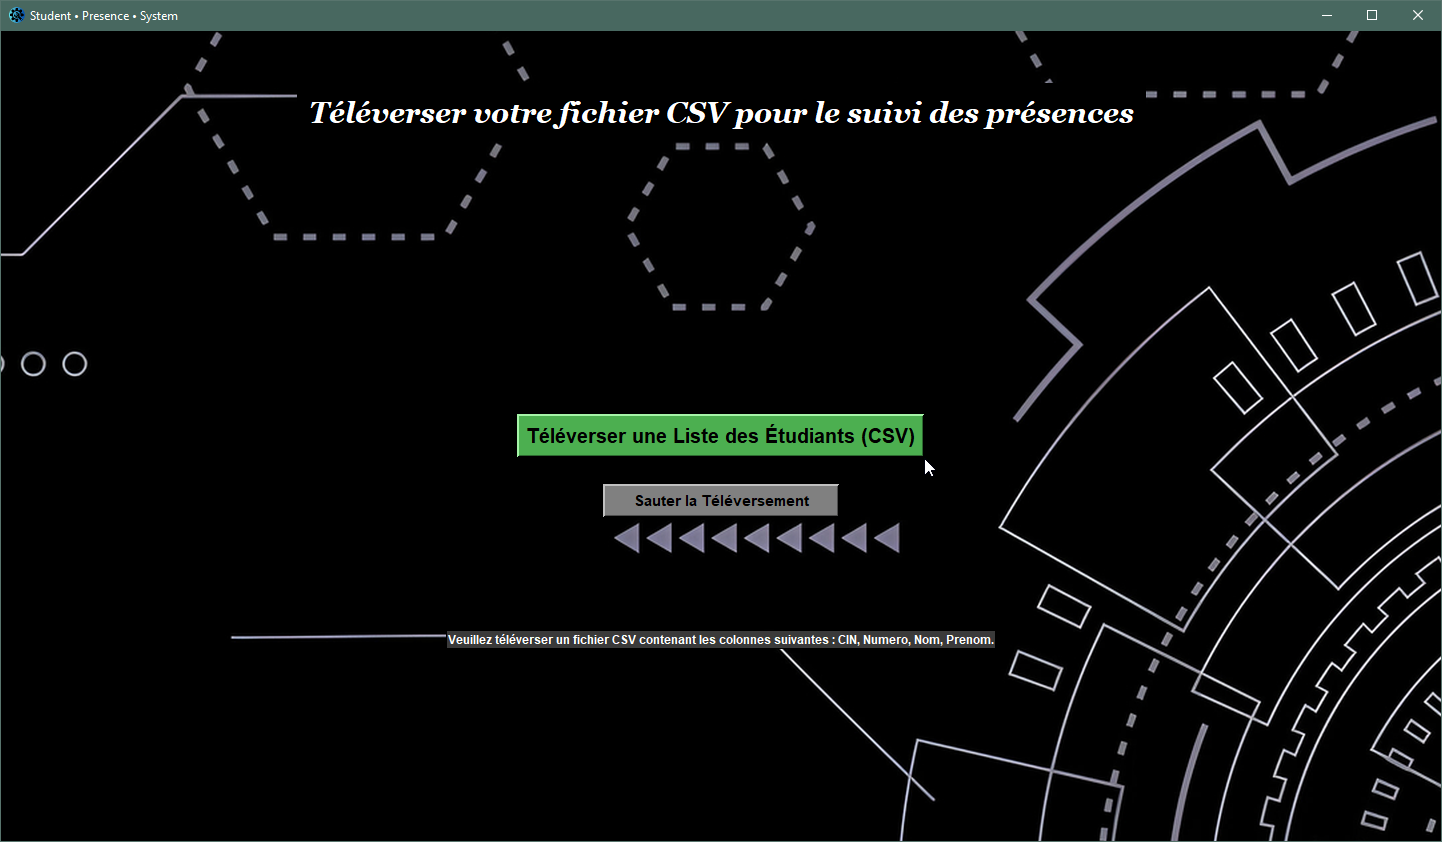 Student • Presence • System
Téléverser votre fichier CSV pour le suivi des présences
Téléverser une Liste des Étudiants (CSV)
Sauter la Téléversement
Veuillez téléverser un fichier CSV contenant les colonnes suivantes : CIN, Numero, Nom, Prenom.